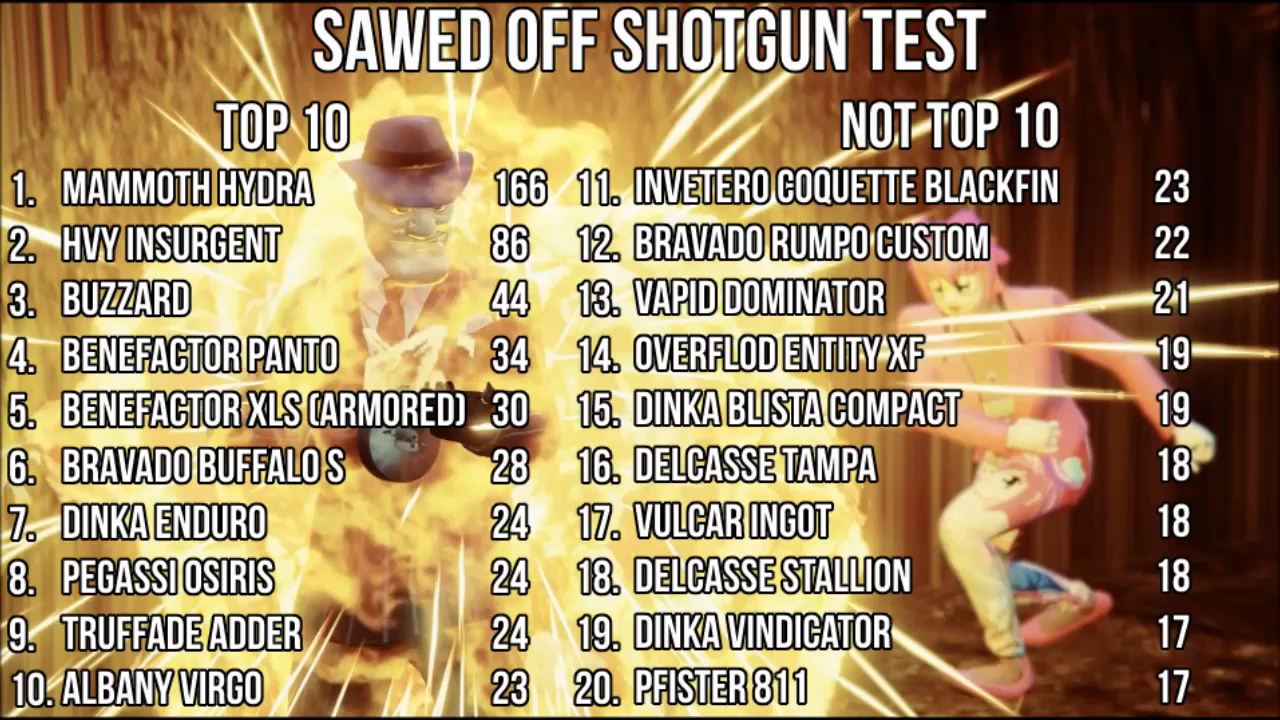 SAWED OFF SHOTGUN TEST
TOP 10
1. MAMMOTH HYDRA 166
2. HVY INSURGENT 86
3. BUZZARD 44
4. BENEFACTOR PANTO 34
5. BENEFACTOR XLS (ARMORED) 30
6. BRAVADO BUFFALO S 28
7. DINKA ENDURO 24
8. PEGASSI OSIRIS 24
9. TRUFFADE ADDER 24
10. ALBANY VIRGO 23
NOT TOP 10
11. INVETERO COQUETTE BLACKFIN 23
12. BRAVADO RUMPO CUSTOM 22
13. VAPID DOMINATOR 21
14. OVERFLOD ENTITY XF 19
15. DINKA BLISTA COMPACT 19
16. DELCASSE TAMPA 18
17. VULCAR INGOT 18
18. DELCASSE STALLION 18
19. DINKA VINDICATOR 17
20. PFISTER 811 17